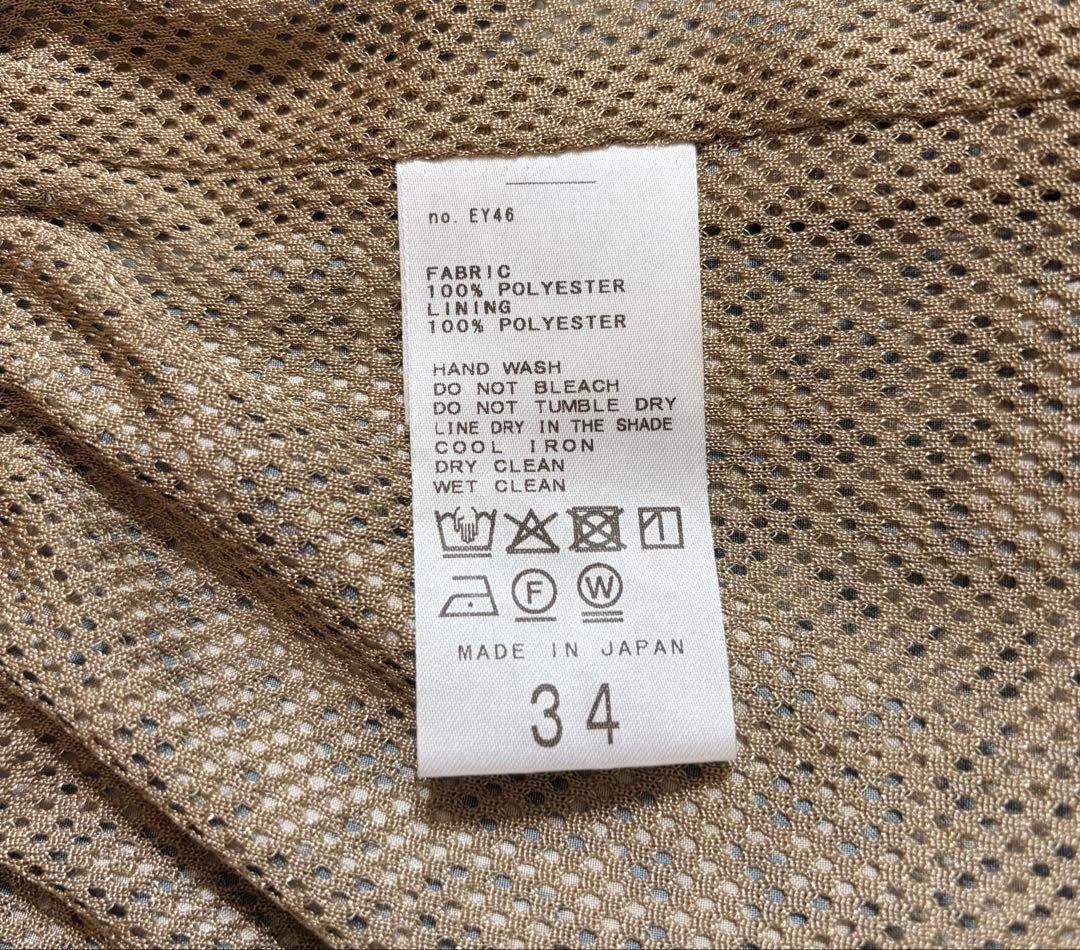 no. EY46
FABRIC
100% POLYESTER
LINING
100% POLYESTER
HAND WASH
DO NOT BLEACH
DO NOT TUMBLE DRY
LINE DRY IN THE SHADE
COOL IRON
DRY CLEAN
WET CLEAN
F W
MADE IN JAPAN
34